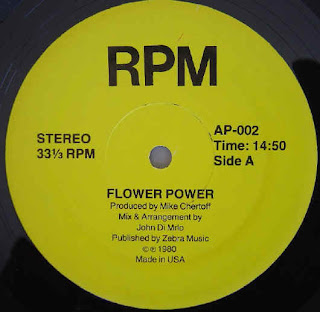 RPM
STEREO
33⅓ RPM
AP-002
Time: 14:50
Side A
FLOWER POWER
Produced by Mike Chertoff
Mix & Arrangement by
John Di Mrlo
Published by Zebra Music
©℗ 1980
Made in USA